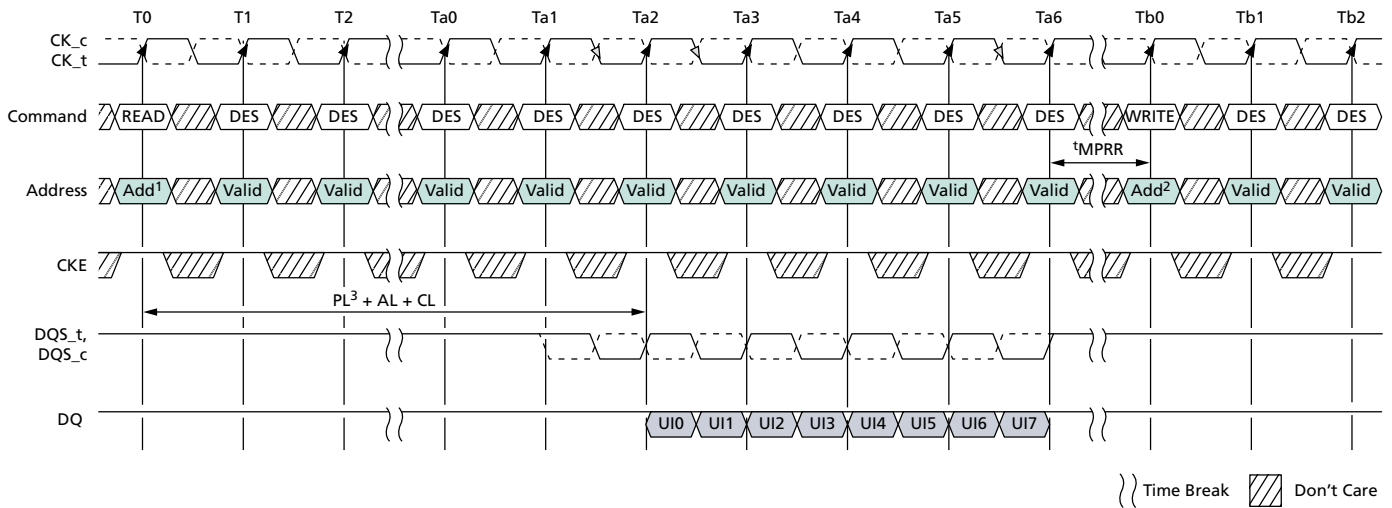 T0 T1 T2 Ta0 Ta1 Ta2 Ta3 Ta4 Ta5 Ta6 Tb0 Tb1 Tb2
CK_c
CK_t
Command READ DES DES DES DES DES DES DES DES DES WRITE DES DES
tMPRR
Address Add1 Valid Valid Valid Valid Valid Valid Valid Valid Valid Add2 Valid Valid
CKE
PL3 + AL + CL
DQS_t,
DQS_c
DQ UI0 UI1 UI2 UI3 UI4 UI5 UI6 UI7
Time Break Don't Care